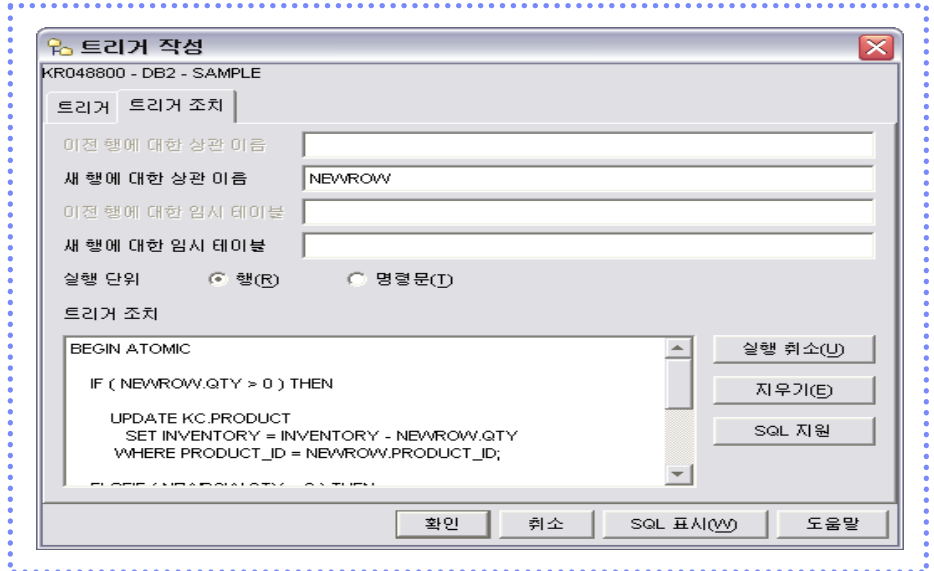 트리거 작성
KR048800 - DB2 - SAMPLE
트리거 트리거 조치
이전 행에 대한 상관 이름
새 행에 대한 상관 이름 NEWROW
이전 행에 대한 임시 테이블
새 행에 대한 임시 테이블
실행 단위 행(R) 명령문(T)
트리거 조치
BEGIN ATOMIC
IF ( NEWROW.QTY > 0 ) THEN
UPDATE KC.PRODUCT
SET INVENTORY = INVENTORY - NEWROW.QTY
WHERE PRODUCT_ID = NEWROW.PRODUCT_ID;
실행 취소(U)
지우기(E)
SQL 지원
확인 취소 SQL 표시(W) 도움말